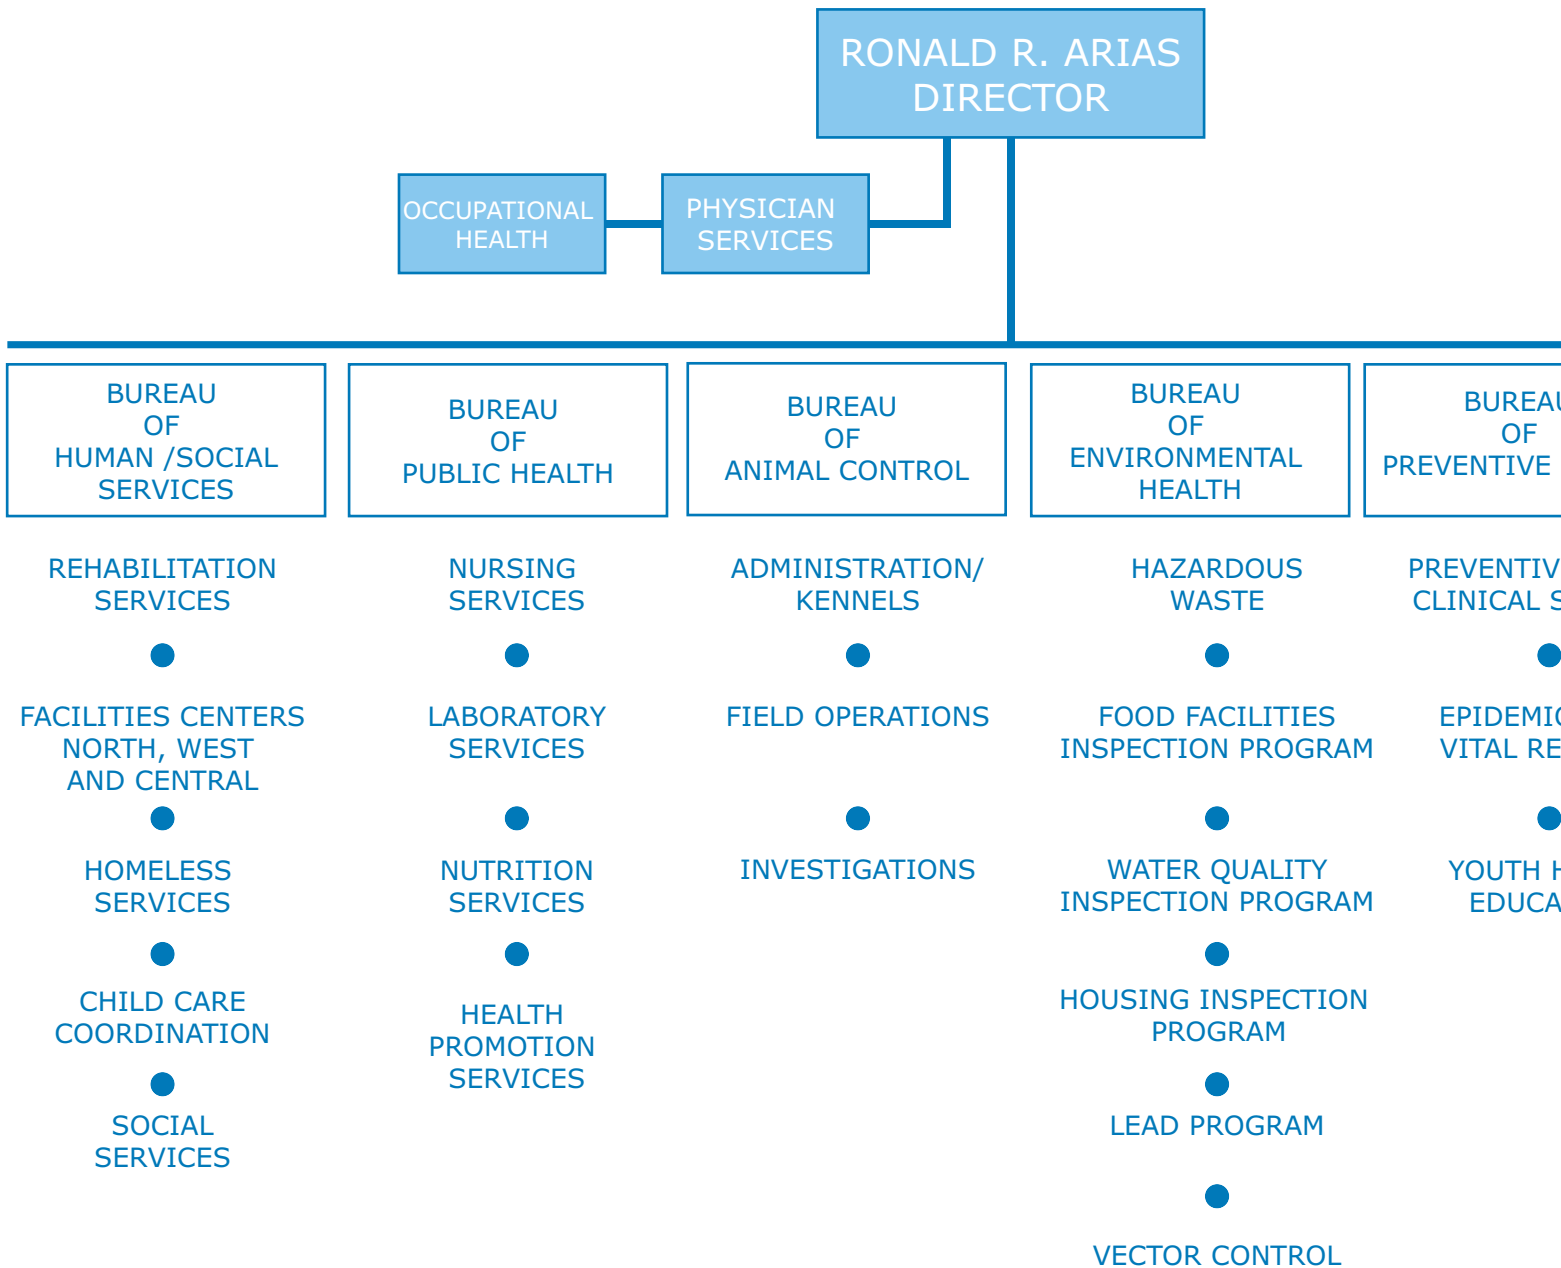 RONALD R. ARIAS
DIRECTOR
OCCUPATIONAL
HEALTH
PHYSICIAN
SERVICES
BUREAU
OF
HUMAN /SOCIAL
SERVICES
BUREAU
OF
PUBLIC HEALTH
BUREAU
OF
ANIMAL CONTROL
BUREAU
OF
ENVIRONMENTAL
HEALTH
OF
PREVENTIVE
REHABILITATION
SERVICES
FACILITIES CENTERS
NORTH, WEST
AND CENTRAL
HOMELESS
SERVICES
CHILD CARE
COORDINATION
SOCIAL
SERVICES
NURSING
SERVICES
LABORATORY
SERVICES
NUTRITION
SERVICES
HEALTH
PROMOTION
SERVICES
ADMINISTRATION/
KENNELS
FIELD OPERATIONS
INVESTIGATIONS
HAZARDOUS
WASTE
FOOD FACILITIES
INSPECTION PROGRAM
WATER QUALITY
INSPECTION PROGRAM
HOUSING INSPECTION
PROGRAM
LEAD PROGRAM
VECTOR CONTROL
CLINICAL
VITAL
YOUTH